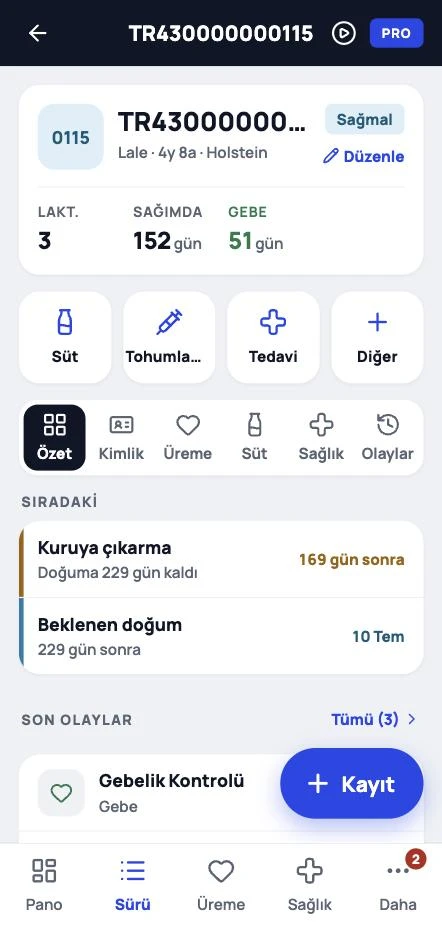 TR430000000115
PRO
0115
TR43000000...
Lale · 4y 8a · Holstein
Sağmal
Düzenle
LAKT.
3
SAĞIMDA
152 gün
GEBE
51 gün
Süt
Tohumla...
Tedavi
Diğer
Özet
Kimlik
Üreme
Süt
Sağlık
Olaylar
SIRADAKİ
Kuruya çıkarma
Doğuma 229 gün kaldı
169 gün sonra
Beklenen doğum
229 gün sonra
10 Tem
SON OLAYLAR
Tümü (3)
Gebelik Kontrolü
Gebe
Kayıt
Pano
Sürü
Üreme
Sağlık
2
Daha